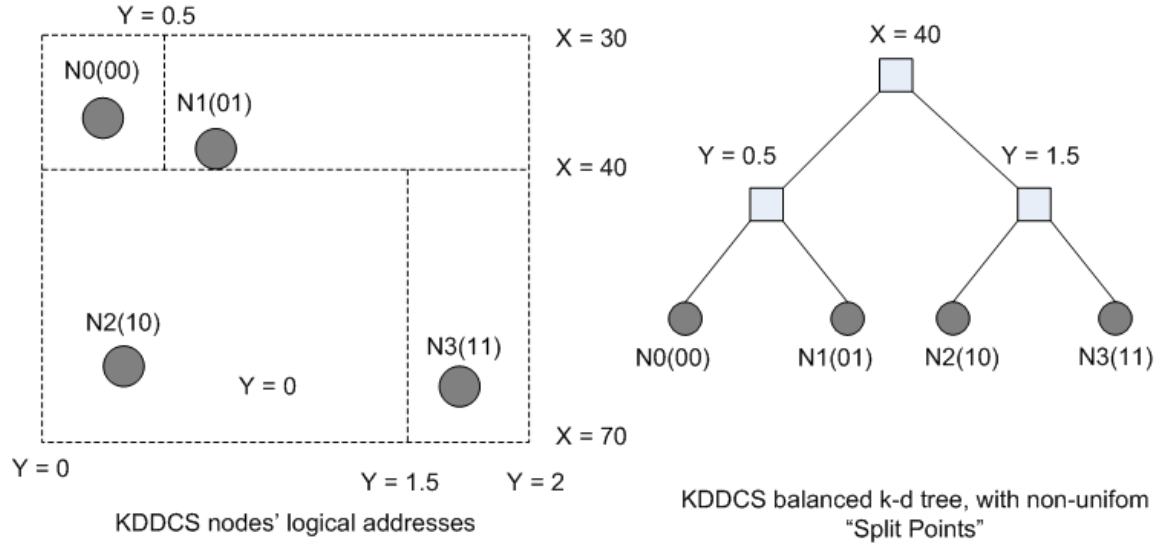 Y = 0.5
X = 30
N0(00)
N1(01)
X = 40
N2(10)
N3(11)
Y = 0
X = 70
Y = 0
Y = 1.5
Y = 2
KDDCS nodes' logical addresses
X = 40
Y = 0.5
Y = 1.5
N0(00)
N1(01)
N2(10)
N3(11)
KDDCS balanced k-d tree, with non-unifom
“Split Points”